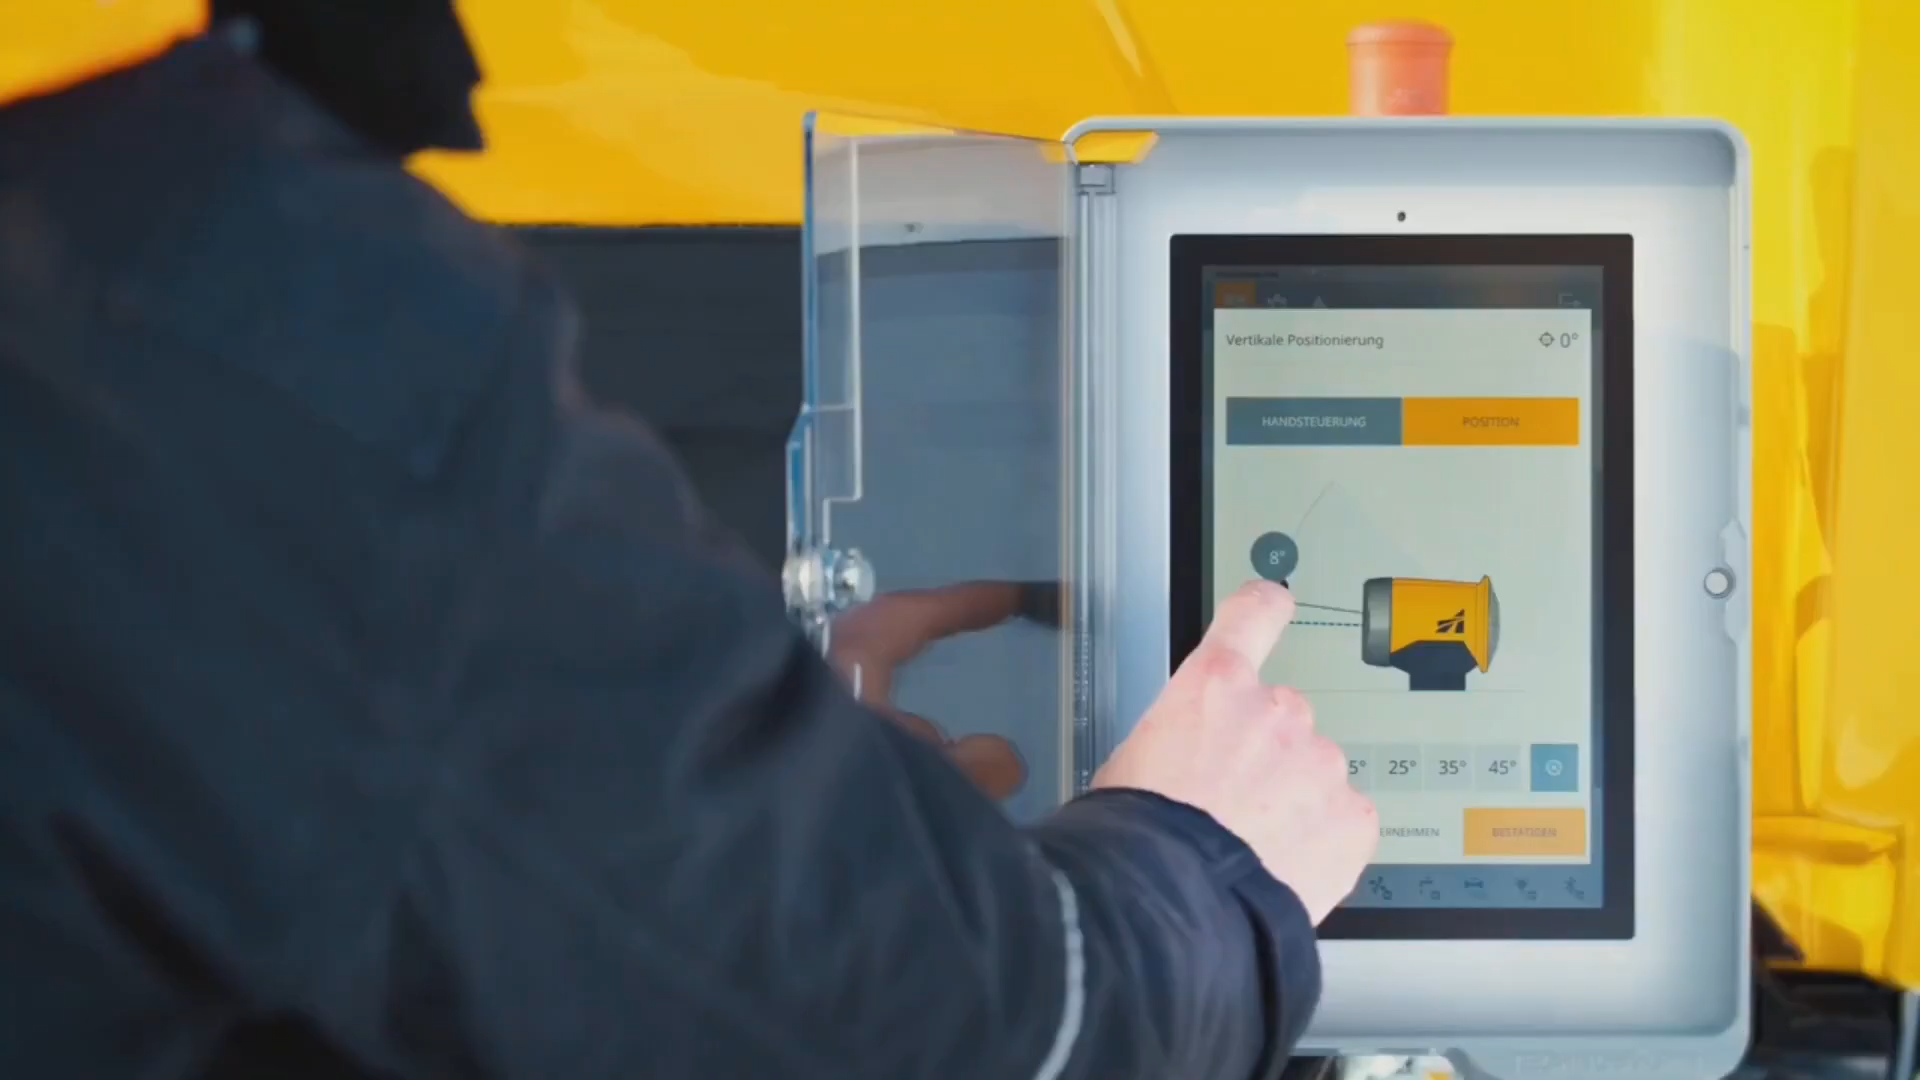 Vertikale Positionierung
0°
HANDSTEUERUNG
POSITION
8°
5° 25° 35° 45°
ERNEHMEN
BESTÄTIGEN